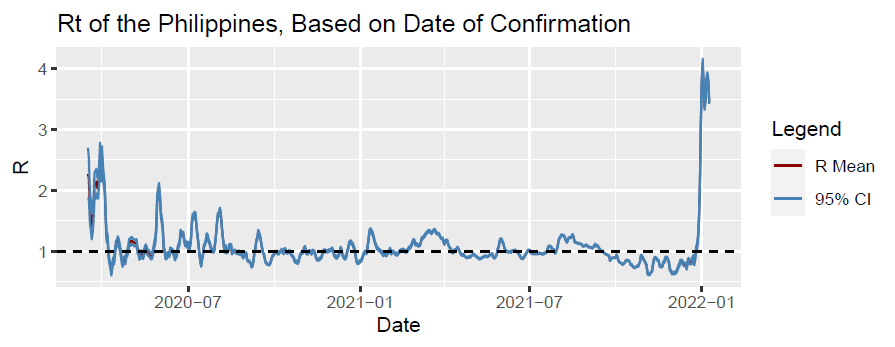 Rt of the Philippines, Based on Date of Confirmation
4
3
2
1
R
2020−07
2021−01
2021−07
2022−01
Date
Legend
R Mean
95% CI